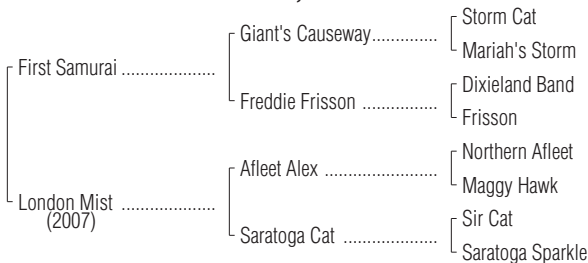 Storm Cat
Giant's Causeway...............
Mariah's Storm
First Samurai ....................
Dixieland Band
Freddie Frisson ................
Frisson
Northern Afleet
Afleet Alex ........................
Maggy Hawk
London Mist ....................
(2007)
Sir Cat
Saratoga Cat ....................
Saratoga Sparkle